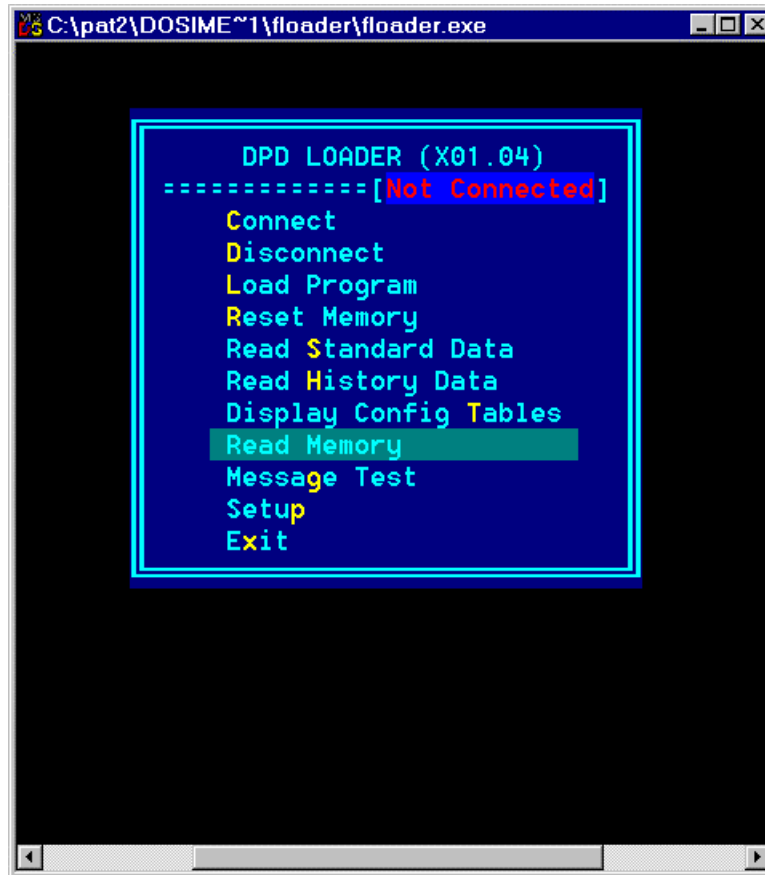 C:\pat2\DOSIME~1\floader\floader.exe
DPD LOADER (X01.04)
=============[Not Connected]
Connect
Disconnect
Load Program
Reset Memory
Read Standard Data
Read History Data
Display Config Tables
Read Memory
Message Test
Setup
Exit